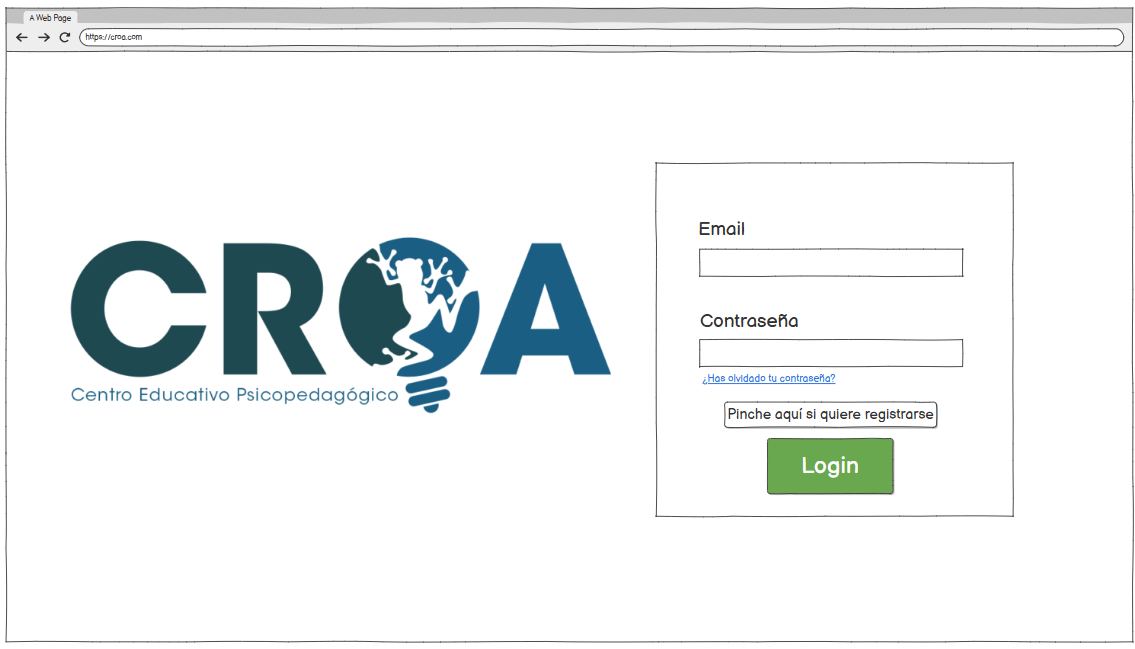 A Web Page
https://croa.com
CROA
Centro Educativo Psicopedagógico
Email
Contraseña
¿Has olvidado tu contraseña?
Pinche aquí si quiere registrarse
Login